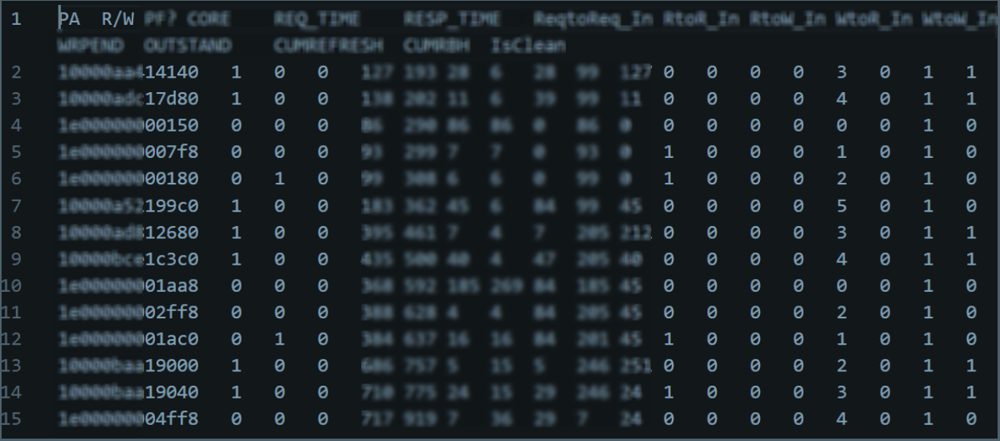 1 PA R/W PF? CORE REQ_TIME RESP_TIME ReqtoReq_In RtoR_In RtoW_In WtoR_In WtoW_In
WRPEND OUTSTAND CUMREFRESH CUMRBH IsClean
2 10000aa414140 1 0 0 127 193 28 6 28 99 127 0 0 0 0 3 0 1 1
3 10000adc17d80 1 0 0 138 202 11 6 39 99 11 0 0 0 0 4 0 1 1
4 1e00000000150 0 0 0 86 290 86 86 0 86 0 0 0 0 0 0 0 1 0
5 1e000000007f8 0 0 0 93 299 7 7 0 93 0 1 0 0 0 1 0 1 0
6 1e00000000180 0 1 0 99 308 6 6 0 99 0 1 0 0 0 2 0 1 0
7 10000a52199c0 1 0 0 183 362 45 6 84 99 45 0 0 0 0 5 0 1 0
8 10000ad812680 1 0 0 395 461 7 4 7 205 212 0 0 0 0 3 0 1 1
9 10000bce1c3c0 1 0 0 435 500 40 4 47 205 40 0 0 0 0 4 0 1 1
10 1e00000001aa8 0 0 0 368 592 185 269 84 185 45 0 0 0 0 0 0 1 0
11 1e00000002ff8 0 0 0 388 628 4 4 84 205 45 0 0 0 0 2 0 1 0
12 1e00000001ac0 0 1 0 384 637 16 16 84 201 45 1 0 0 0 1 0 1 0
13 10000baa19000 1 0 0 686 757 5 15 5 246 251 0 0 0 0 2 0 1 1
14 10000baa19040 1 0 0 710 775 24 15 29 246 24 1 0 0 0 3 0 1 1
15 1e00000004ff8 0 0 0 717 919 7 36 29 7 24 0 0 0 0 4 0 1 0